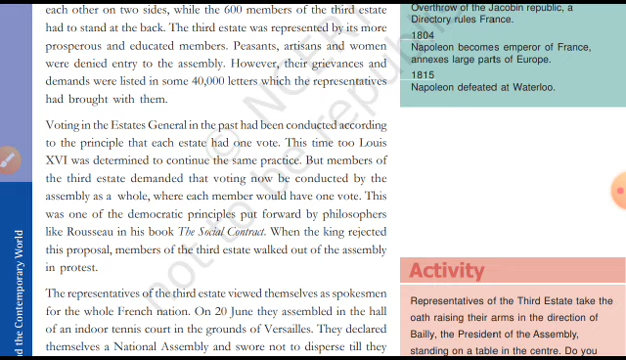 each other on two sides, while the 600 members of the third estate
had to stand at the back. The third estate was represented by its more
prosperous and educated members. Peasants, artisans and women
were denied entry to the assembly. However, their grievances and
demands were listed in some 40,000 letters which the representatives
had brought with them.
Voting in the Estates General in the past had been conducted according
to the principle that each estate had one vote. This time too Louis
XVI was determined to continue the same practice. But members of
the third estate demanded that voting now be conducted by the
assembly as a whole, where each member would have one vote. This
was one of the democratic principles put forward by philosophers
like Rousseau in his book The Social Contract. When the king rejected
this proposal, members of the third estate walked out of the assembly
in protest.
The representatives of the third estate viewed themselves as spokesmen
for the whole French nation. On 20 June they assembled in the hall
of an indoor tennis court in the grounds of Versailles. They declared
themselves a National Assembly and swore not to disperse till they
Overthrow of the Jacobin republic, a
Directory rules France.
1804
Napoleon becomes emperor of France,
annexes large parts of Europe.
1815
Napoleon defeated at Waterloo.
Activity
Representatives of the Third Estate take the
oath raising their arms in the direction of
Bailly, the President of the Assembly,
standing on a table in the centre. Do you
d the Contemporary World
© NCERT
not to be republi